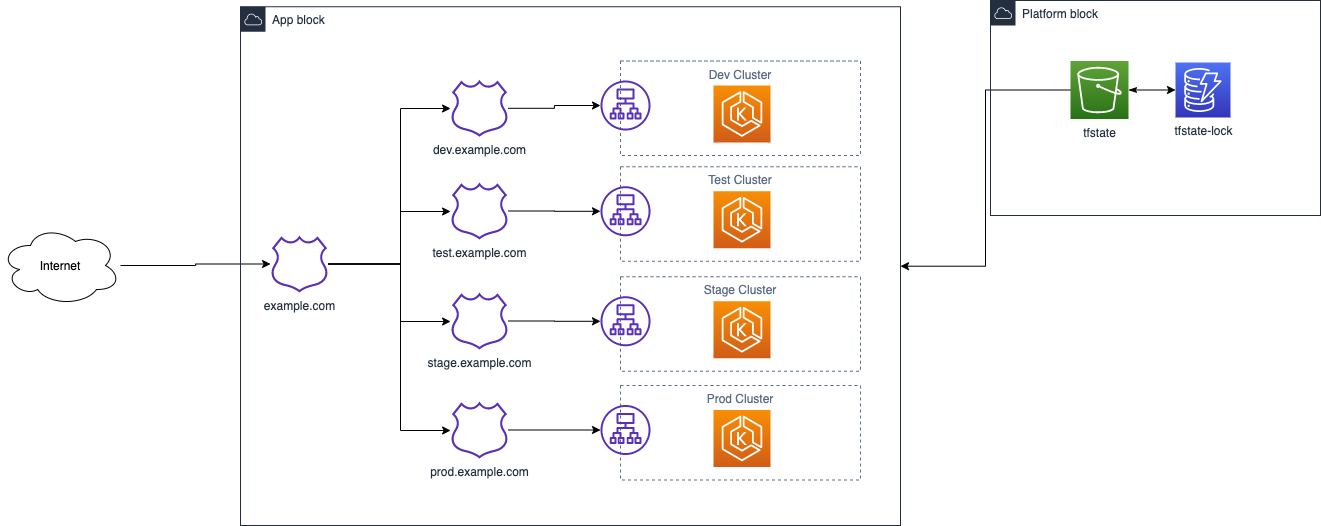 App block
Platform block
Dev Cluster
dev.example.com
tfstate
tfstate-lock
Test Cluster
test.example.com
Internet
example.com
Stage Cluster
stage.example.com
Prod Cluster
prod.example.com